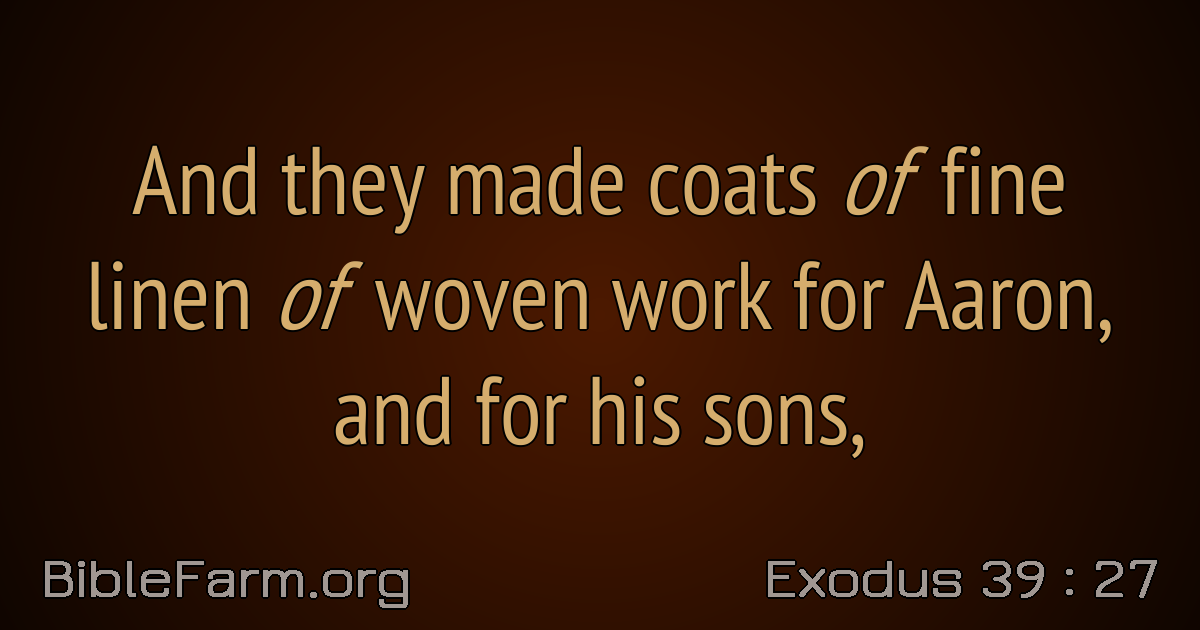 And they made coats of fine
linen of woven work for Aaron,
and for his sons,
BibleFarm.org
Exodus 39 : 27